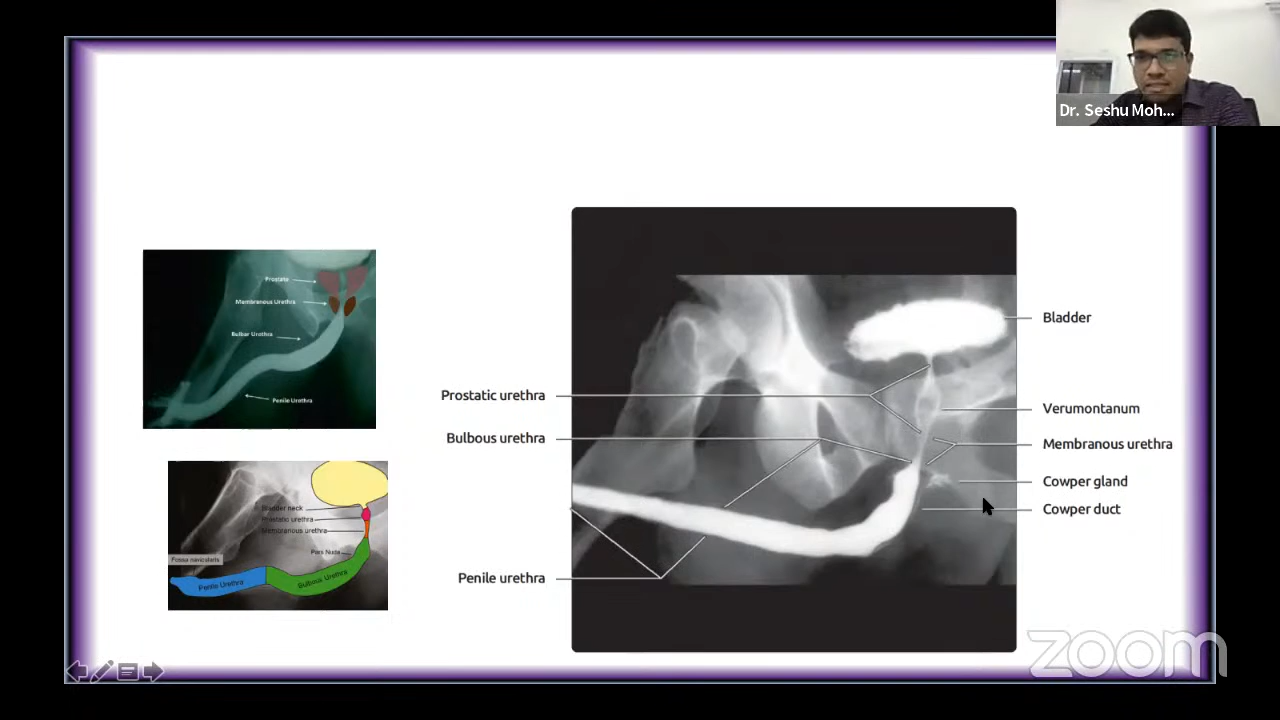 Dr. Seshu Moh...
Prostate
Membranous Urethra
Bulbar Urethra
Penile Urethra
Bladder neck
Prostatic urethra
Membranous urethra
Pars Nuda
Fossa navicularis
Penile Urethra
Bulbous Urethra
Prostatic urethra
Bulbous urethra
Penile urethra
Bladder
Verumontanum
Membranous urethra
Cowper gland
Cowper duct
zoom